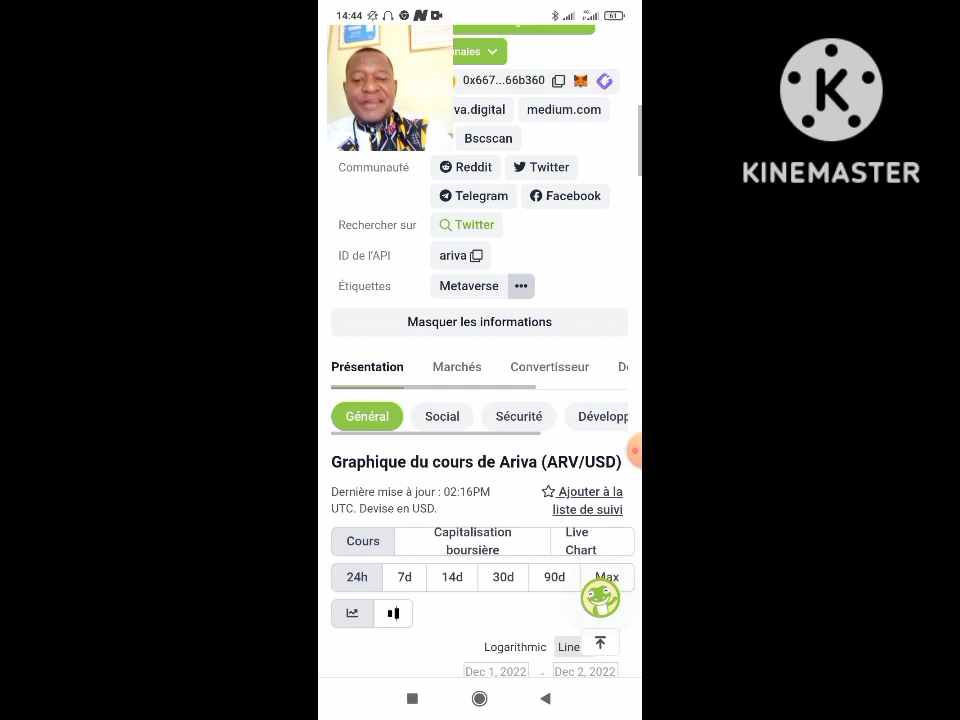 14:44
61
nales
0x667...66b360
va.digital
medium.com
Bscscan
Communauté
Reddit
Twitter
Telegram
Facebook
Rechercher sur
Twitter
ID de l'API
ariva
Étiquettes
Metaverse
•••
Masquer les informations
Présentation
Marchés
Convertisseur
Général
Social
Sécurité
Développ
Graphique du cours de Ariva (ARV/USD)
Dernière mise à jour : 02:16PM
UTC. Devise en USD.
Ajouter à la
liste de suivi
Cours
Capitalisation
boursière
Live
Chart
24h
7d
14d
30d
90d
Max
Logarithmic
Line
Dec 1, 2022
→
Dec 2, 2022
K
KINEMASTER